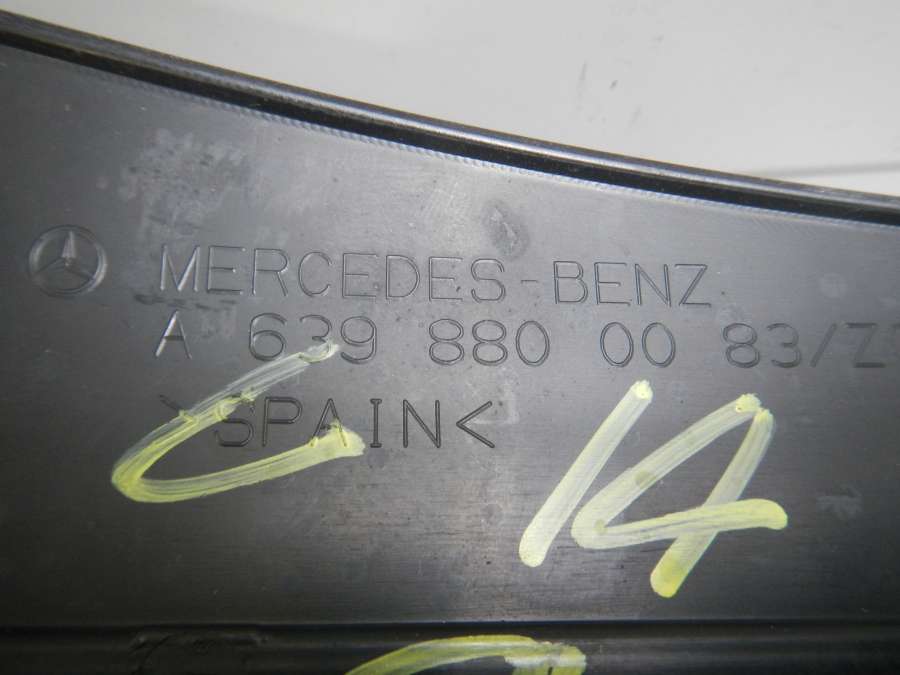 MERCEDES-BENZ
A 639 880 00 83/Z
>SPAIN<
C 14